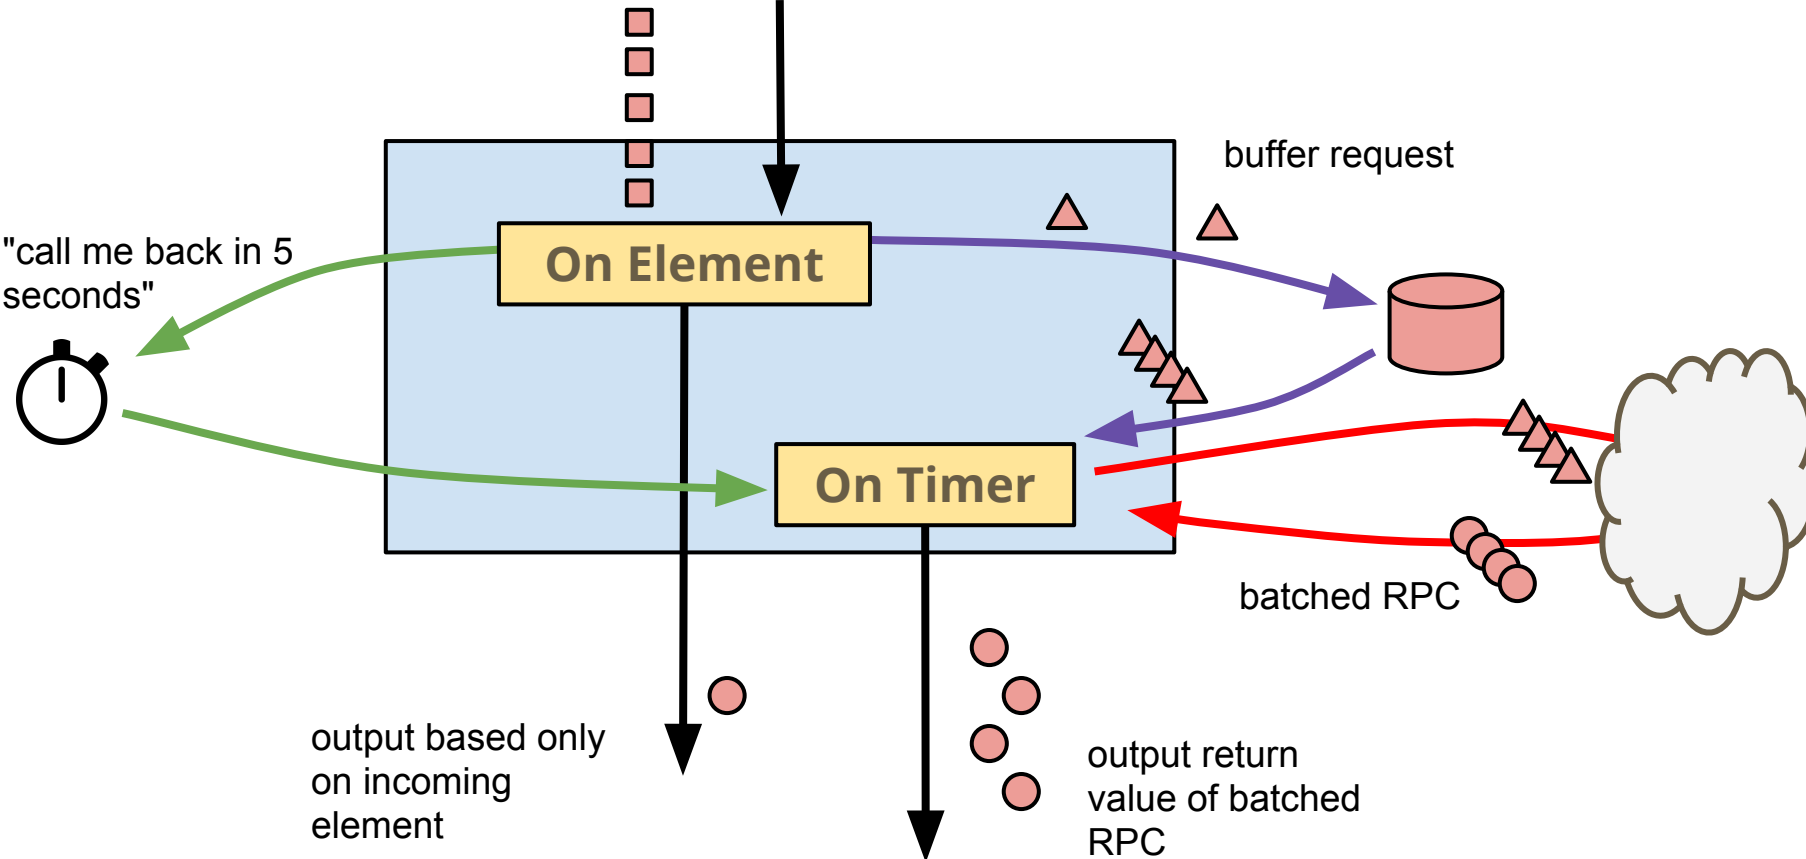 buffer request
"call me back in 5
seconds"
On Element
On Timer
batched RPC
output based only
on incoming
element
output return
value of batched
RPC